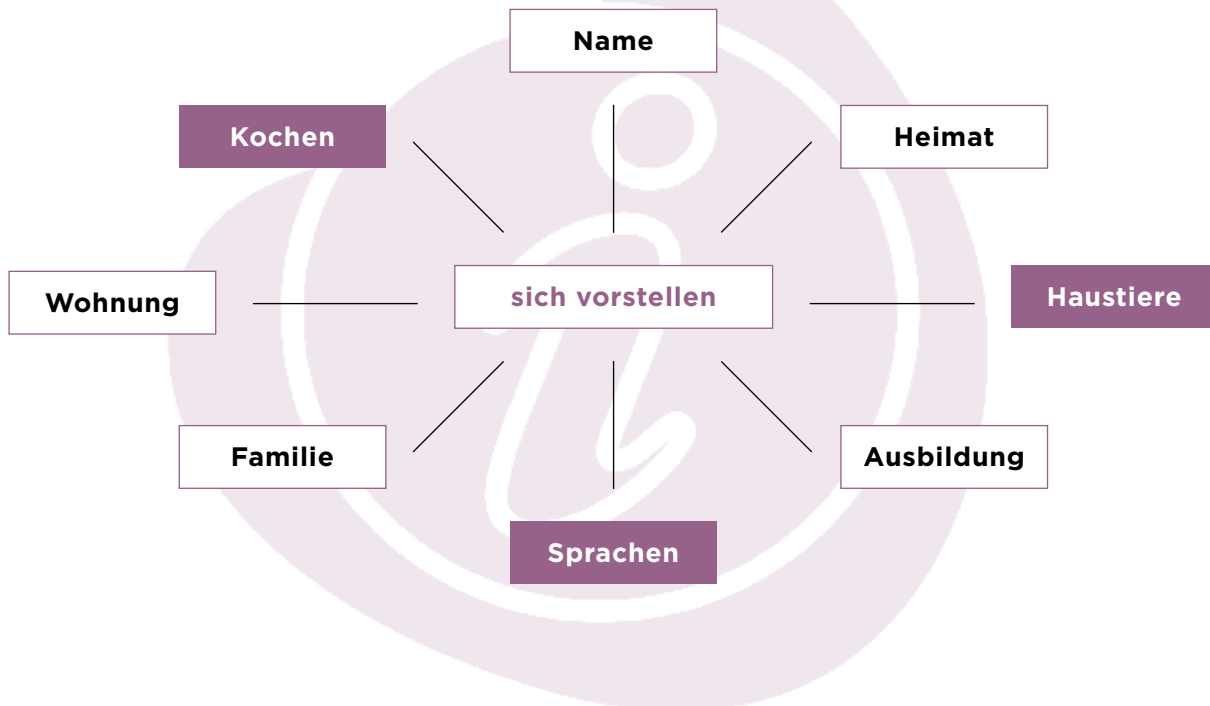 Name
Kochen
Heimat
Wohnung
sich vorstellen
Haustiere
Familie
Ausbildung
Sprachen